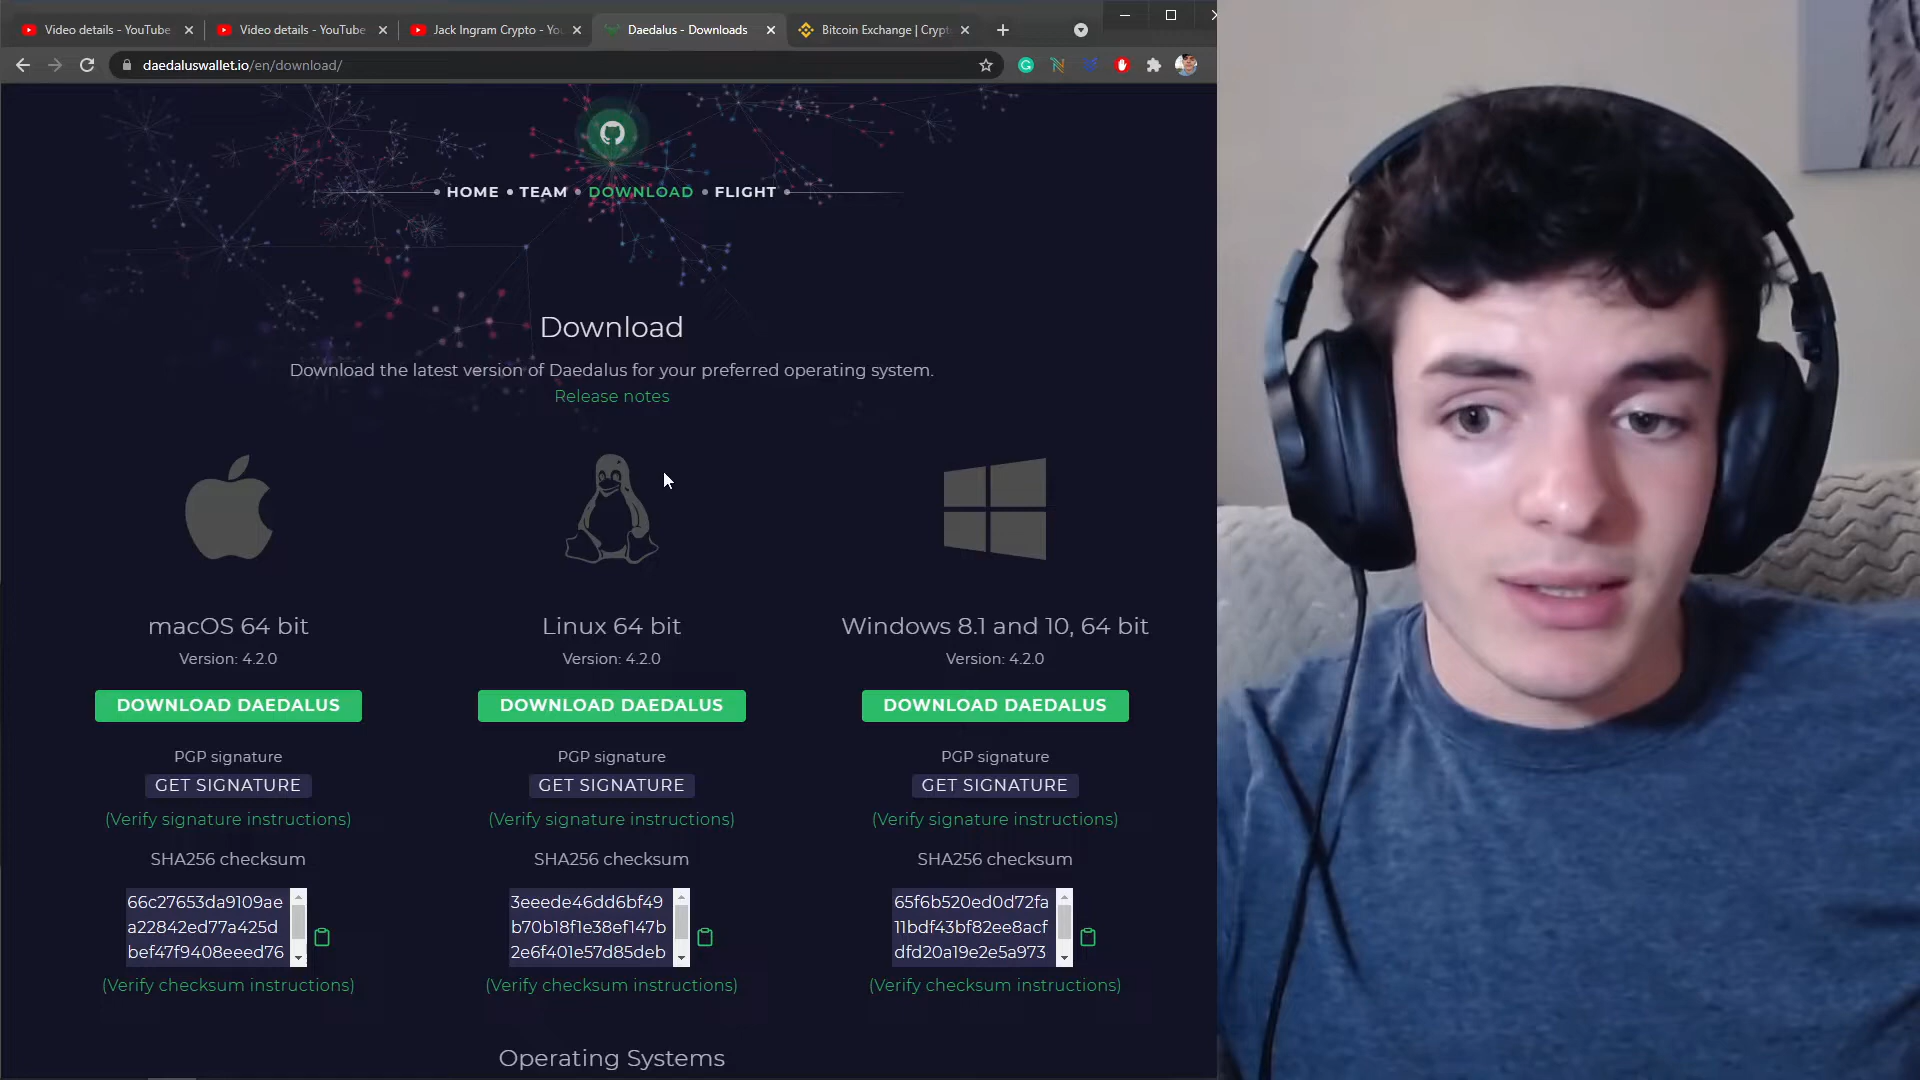 Video details - YouTube
Video details - YouTube
Jack Ingram Crypto - Yo
Daedalus - Downloads
Bitcoin Exchange | Crypt
daedaluswallet.io/en/download/
HOME TEAM DOWNLOAD FLIGHT
Download
Download the latest version of Daedalus for your preferred operating system.
Release notes
macOS 64 bit
Version: 4.2.0
DOWNLOAD DAEDALUS
PGP signature
GET SIGNATURE
(Verify signature instructions)
SHA256 checksum
66c27653da9109ae
a22842ed77a425d
bef47f9408eeed76
(Verify checksum instructions)
Linux 64 bit
Version: 4.2.0
DOWNLOAD DAEDALUS
PGP signature
GET SIGNATURE
(Verify signature instructions)
SHA256 checksum
3eeede46dd6bf49
b70b18f1e38ef147b
2e6f401e57d85deb
(Verify checksum instructions)
Windows 8.1 and 10, 64 bit
Version: 4.2.0
DOWNLOAD DAEDALUS
PGP signature
GET SIGNATURE
(Verify signature instructions)
SHA256 checksum
65f6b520ed0d72fa
11bdf43bf82ee8acf
dfd20a19e2e5a973
(Verify checksum instructions)
Operating Systems